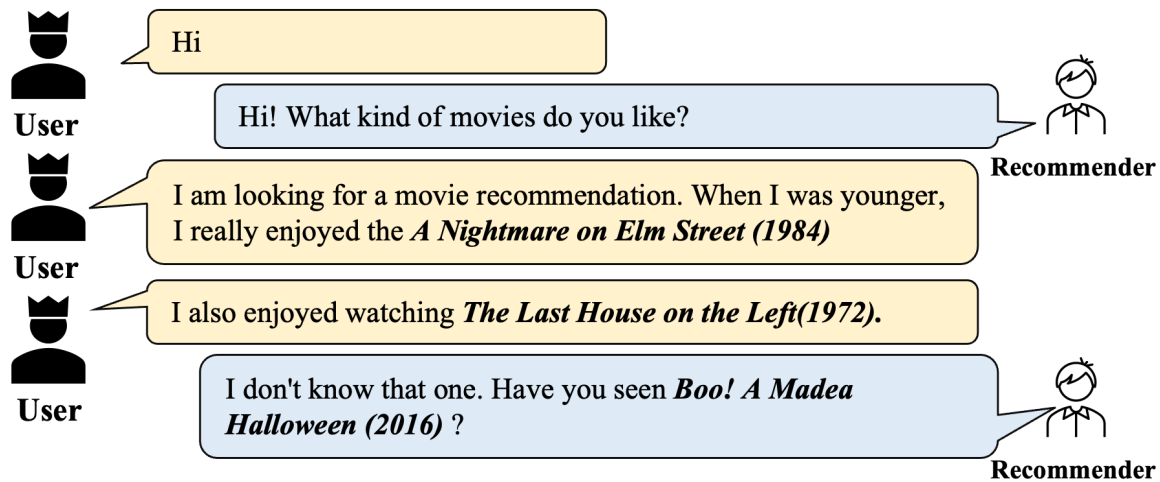 Hi
User
Hi! What kind of movies do you like?
Recommender
I am looking for a movie recommendation. When I was younger,
I really enjoyed the A Nightmare on Elm Street (1984)
User
I also enjoyed watching The Last House on the Left(1972).
User
I don't know that one. Have you seen Boo! A Madea
Halloween (2016) ?
Recommender